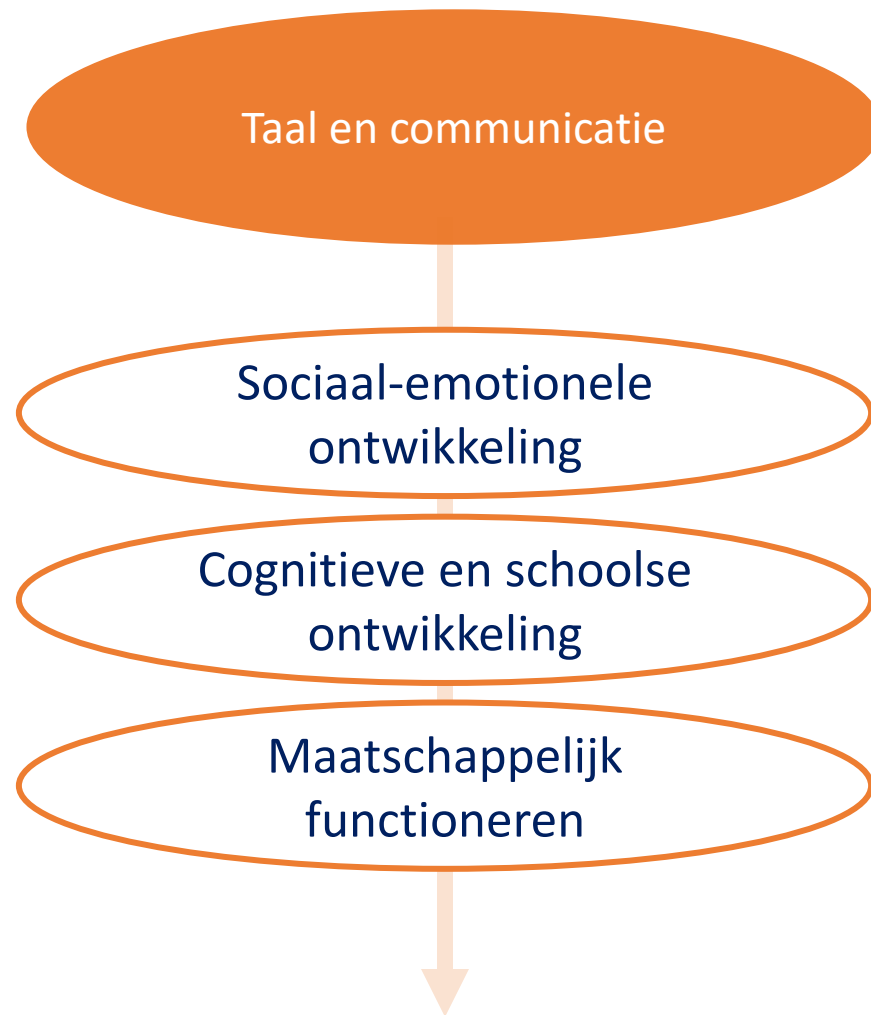 Taal en communicatie
Sociaal-emotionele
ontwikkeling
Cognitieve en schoolse
ontwikkeling
Maatschappelijk
functioneren